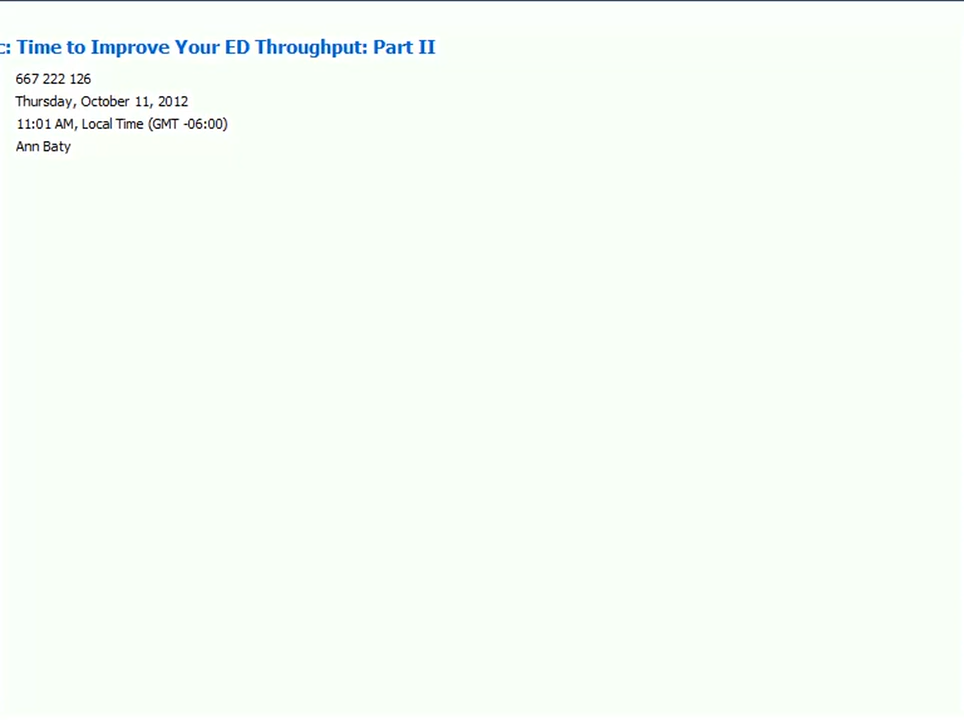 c: Time to Improve Your ED Throughput: Part II
667 222 126
Thursday, October 11, 2012
11:01 AM, Local Time (GMT -06:00)
Ann Baty